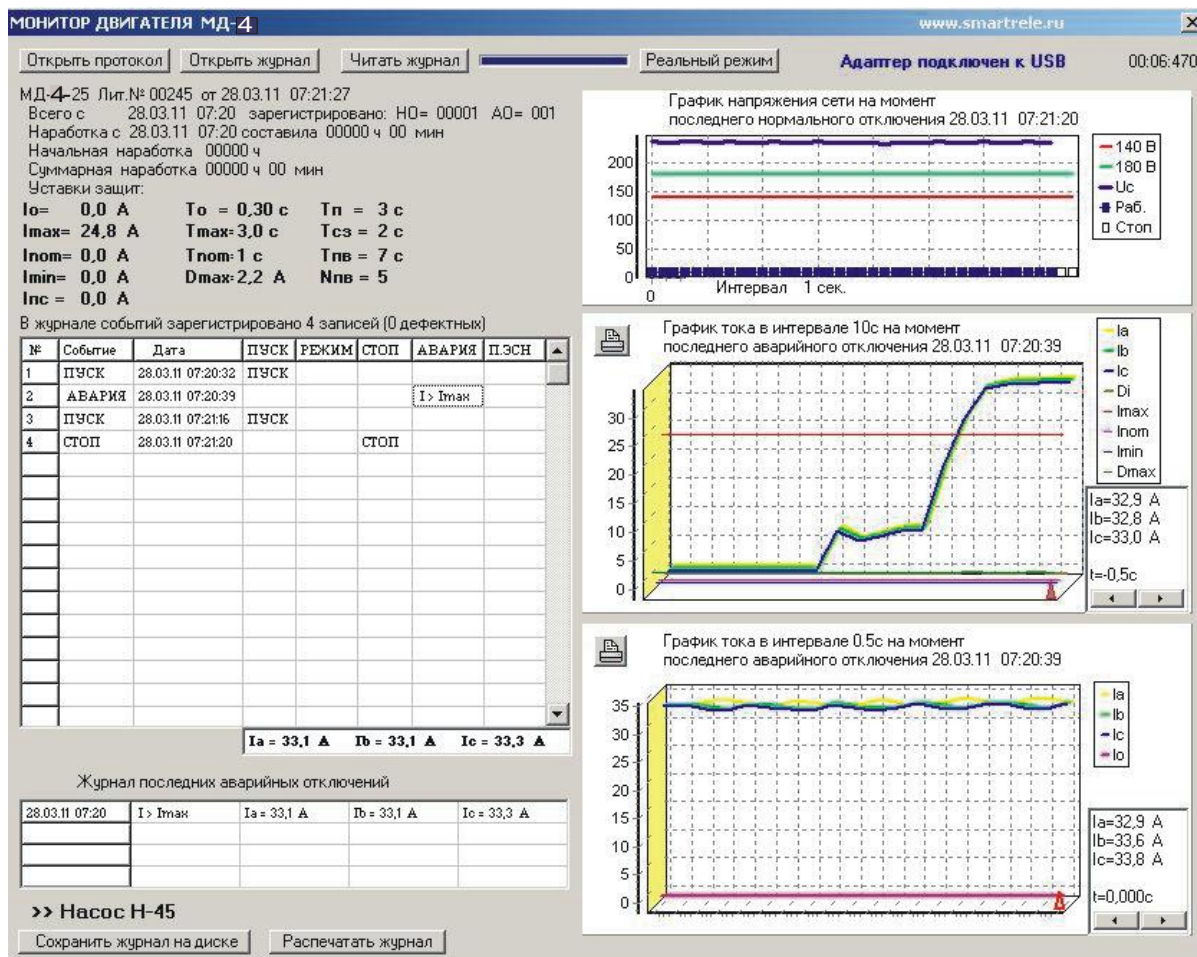 МОНИТОР ДВИГАТЕЛЯ МД-4 www.smartrele.ru
Открыть протокол Открыть журнал Читать журнал Реальный режим Адаптер подключен к USB 00:06:470
МД-4-25 Лит.№ 00245 от 28.03.11 07:21:27
Всего с 28.03.11 07:20 зарегистрировано: НО= 00001 АО= 001
Наработка с 28.03.11 07:20 составила 00000 ч 00 мин
Начальная наработка 00000 ч
Суммарная наработка 00000 ч 00 мин
Уставки защит:
Io= 0,0 А То = 0,30 с Тп = 3 с
Imax= 24,8 А Tmax=3,0 с Тсз = 2 с
Inom= 0,0 А Tnom=1 с Тпв = 7 с
Imin= 0,0 А Dmax=2,2 А Nпв = 5
Inc = 0,0 А
В журнале событий зарегистрировано 4 записей (0 дефектных)
№ Событие Дата ПУСК РЕЖИМ СТОП АВАРИЯ П.ЭСН
1 ПУСК 28.03.11 07:20:32 ПУСК
2 АВАРИЯ 28.03.11 07:20:39 I > Imax
3 ПУСК 28.03.11 07:21:16 ПУСК
4 СТОП 28.03.11 07:21:20 СТОП
Ia = 33,1 А Ib = 33,1 А Ic = 33,3 А
Журнал последних аварийных отключений
28.03.11 07:20 I > Imax Ia = 33,1 А Ib = 33,1 А Ic = 33,3 А
>> Насос Н-45
Сохранить журнал на диске Распечатать журнал
График напряжения сети на момент
последнего нормального отключения 28.03.11 07:21:20
200
150
100
50
0
0
Интервал 1 сек.
140 В
180 В
Uc
Раб.
Стоп
График тока в интервале 10с на момент
последнего аварийного отключения 28.03.11 07:20:39
30
25
20
15
10
5
0
Ia
Ib
Ic
Di
Imax
Inom
Imin
Dmax
Ia=32,9 А
Ib=32,8 А
Ic=33,0 А
t=-0,5с
График тока в интервале 0.5с на момент
последнего аварийного отключения 28.03.11 07:20:39
35
30
25
20
15
10
5
0
Ia
Ib
Ic
Io
Ia=32,9 А
Ib=33,6 А
Ic=33,8 А
t=0,000с